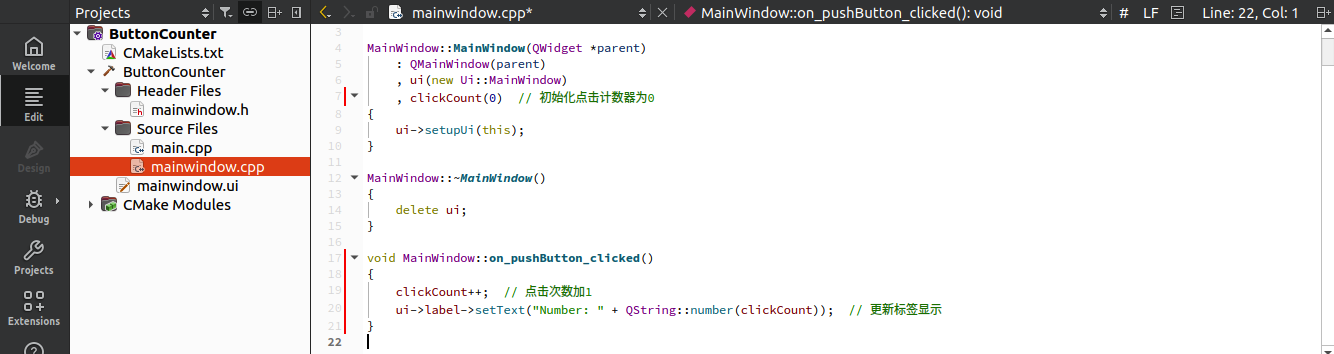 Projects
mainwindow.cpp*
MainWindow::on_pushButton_clicked(): void
#
LF
Line: 22, Col: 1
Welcome
Edit
Design
Debug
Projects
Extensions
ButtonCounter
CMakeLists.txt
ButtonCounter
Header Files
mainwindow.h
Source Files
main.cpp
mainwindow.cpp
mainwindow.ui
CMake Modules
3
4 MainWindow::MainWindow(QWidget *parent)
5     : QMainWindow(parent)
6     , ui(new Ui::MainWindow)
7     , clickCount(0)  // 初始化点击计数器为0
8 {
9     ui->setupUi(this);
10 }
11
12 MainWindow::~MainWindow()
13 {
14     delete ui;
15 }
16
17 void MainWindow::on_pushButton_clicked()
18 {
19     clickCount++;  // 点击次数加1
20     ui->label->setText("Number: " + QString::number(clickCount));  // 更新标签显示
21 }
22